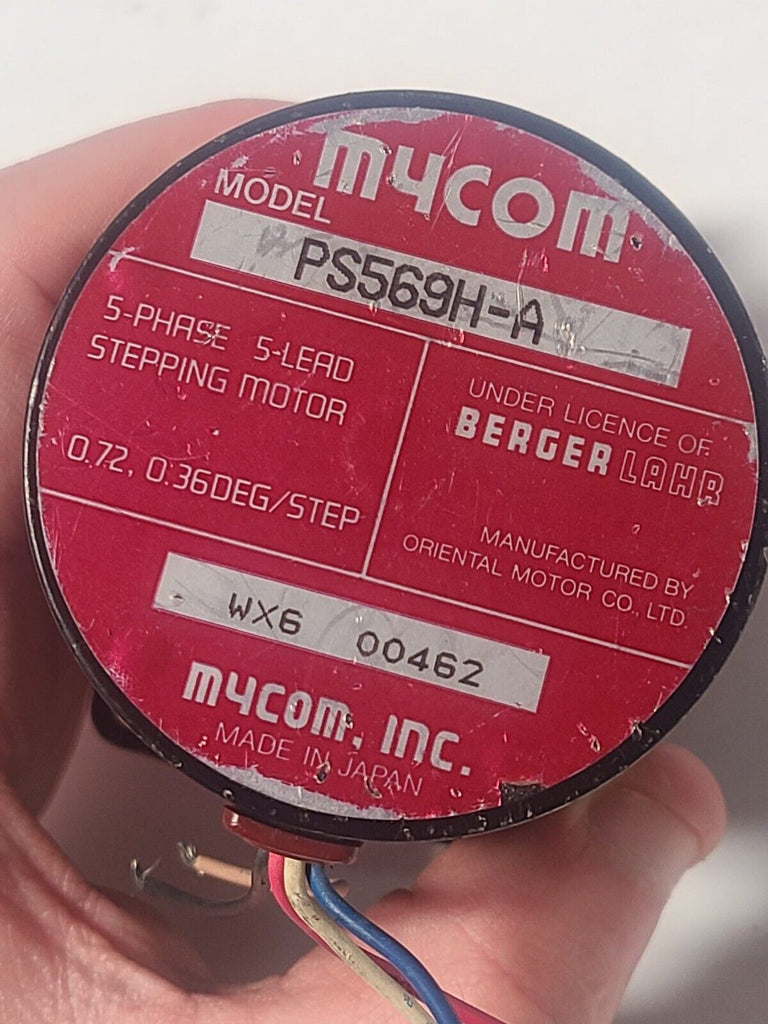 MYCOM
MODEL
PS569H-A
5-PHASE 5-LEAD
STEPPING MOTOR
0.72, 0.36DEG/STEP
UNDER LICENCE OF
BERGER LAHR
MANUFACTURED BY
ORIENTAL MOTOR CO., LTD.
WX6 00462
MYCOM, INC.
MADE IN JAPAN